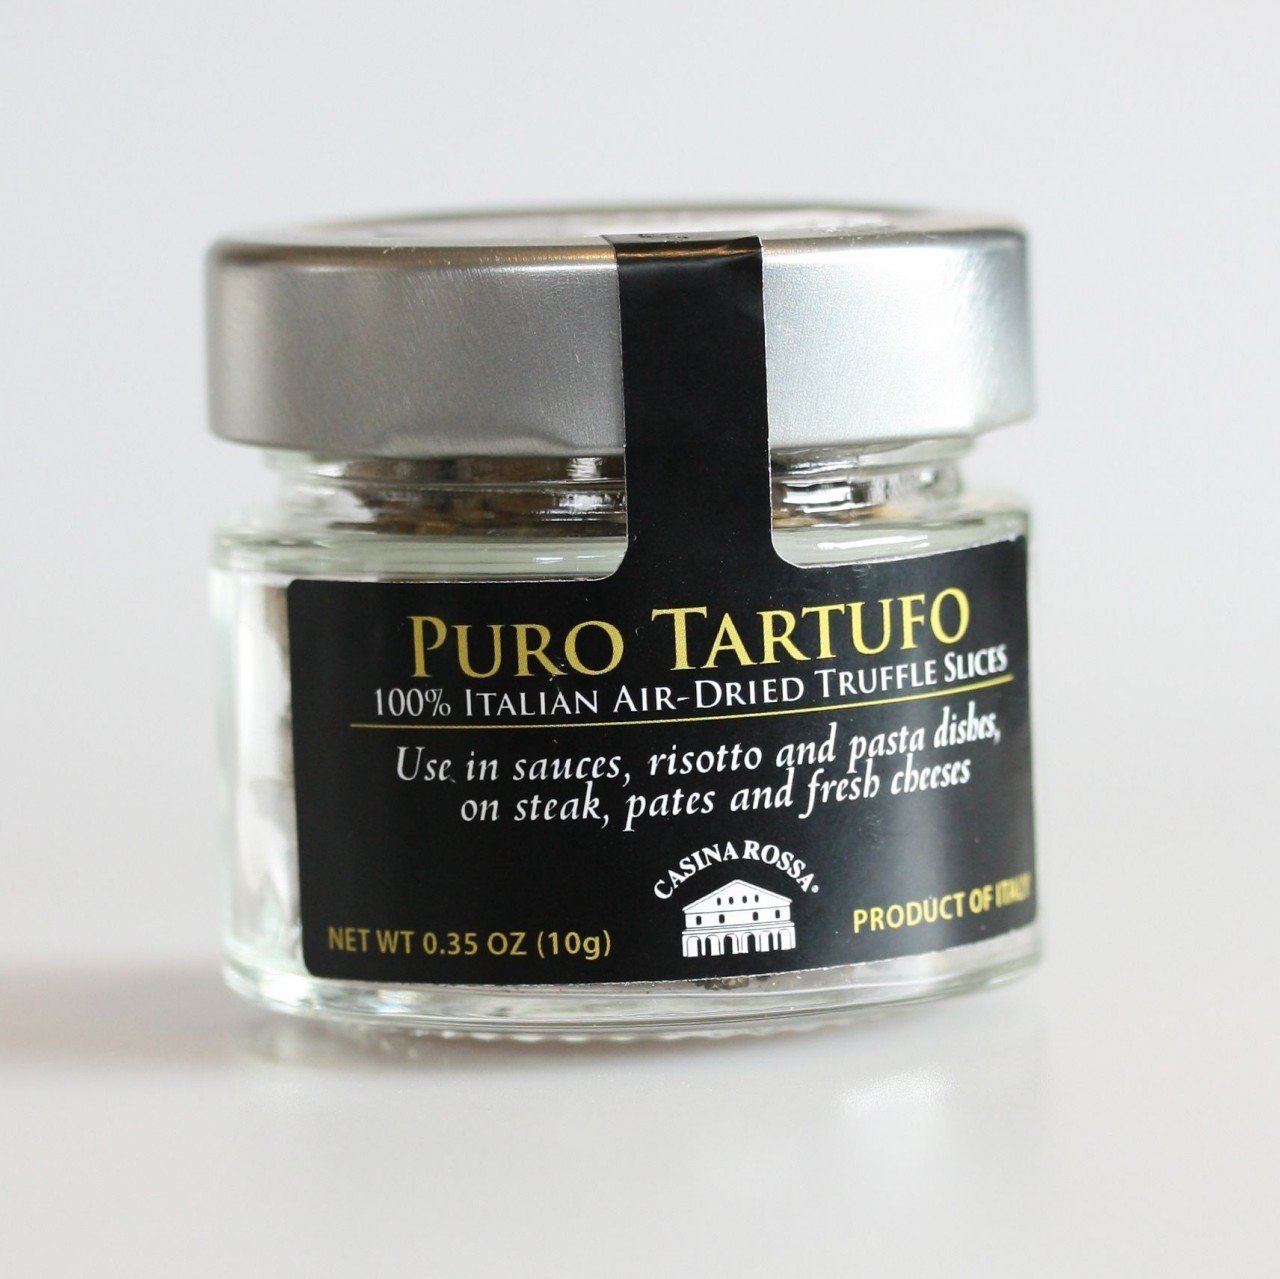 PURO TARTUFO
100% ITALIAN AIR-DRIED TRUFFLE SLICES
Use in sauces, risotto and pasta dishes,
on steak, pates and fresh cheeses
CASINA ROSSA®
NET WT 0.35 OZ (10g)
PRODUCT OF ITALY